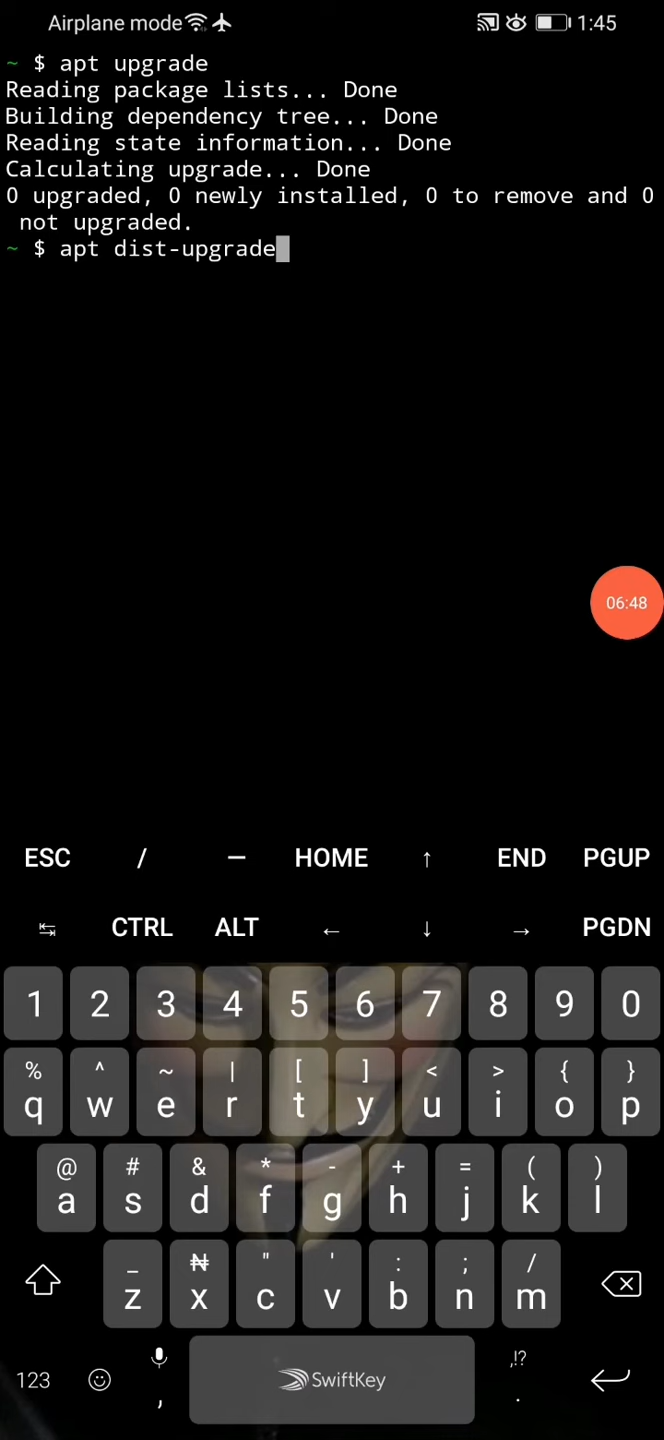 Airplane mode 1:45
~ $ apt upgrade
Reading package lists... Done
Building dependency tree... Done
Reading state information... Done
Calculating upgrade... Done
0 upgraded, 0 newly installed, 0 to remove and 0
 not upgraded.
~ $ apt dist-upgrade
06:48
ESC / — HOME ↑ END PGUP
↹ CTRL ALT ← ↓ → PGDN
1 2 3 4 5 6 7 8 9 0
% ^ ~ | [ ] < > { }
q w e r t y u i o p
@ # & * - + = ( )
a s d f g h j k l
_ ₦ " ' : ; /
z x c v b n m
,!?
123 , SwiftKey .